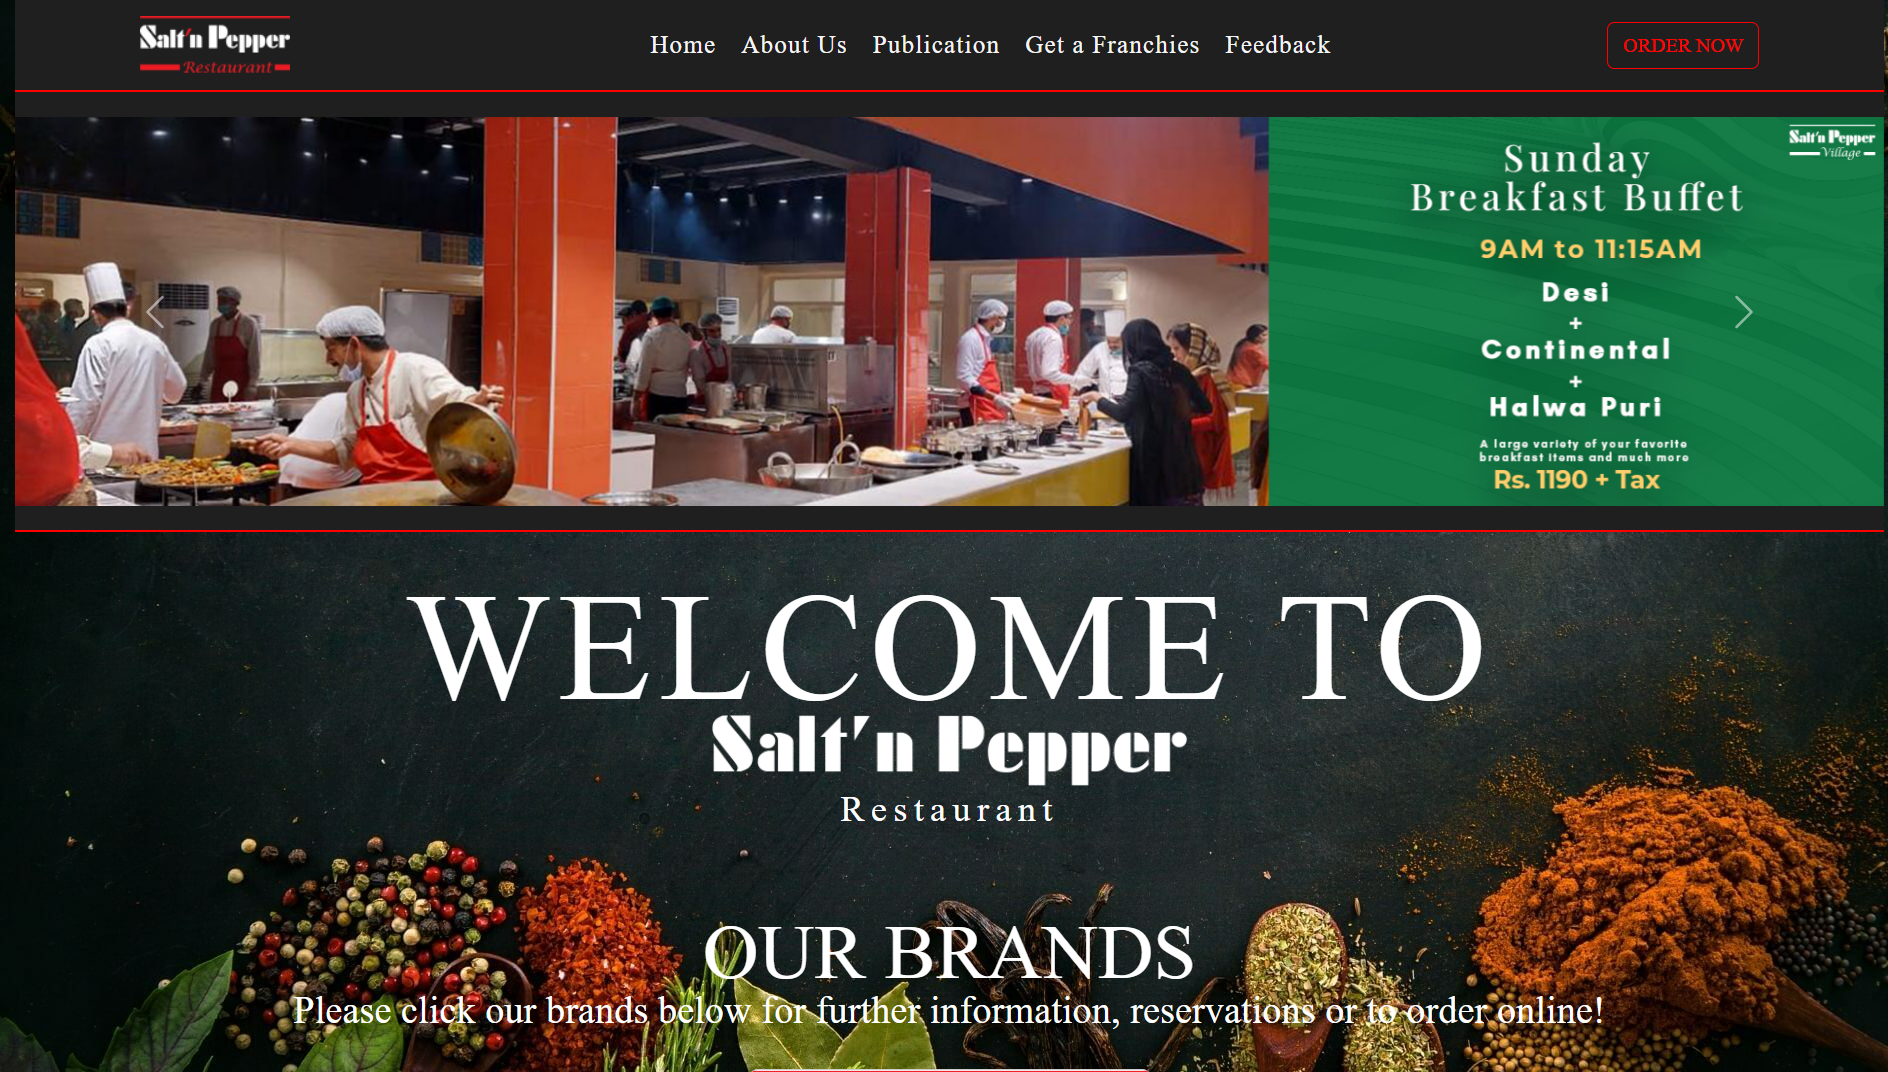 Salt'n Pepper
Restaurant
Home About Us Publication Get a Franchies Feedback
ORDER NOW
Salt'n Pepper
Village
Sunday
Breakfast Buffet
9AM to 11:15AM
Desi
+
Continental
+
Halwa Puri
A large variety of your favorite
breakfast items and much more
Rs. 1190 + Tax
WELCOME TO
Salt'n Pepper
Restaurant
OUR BRANDS
Please click our brands below for further information, reservations or to order online!